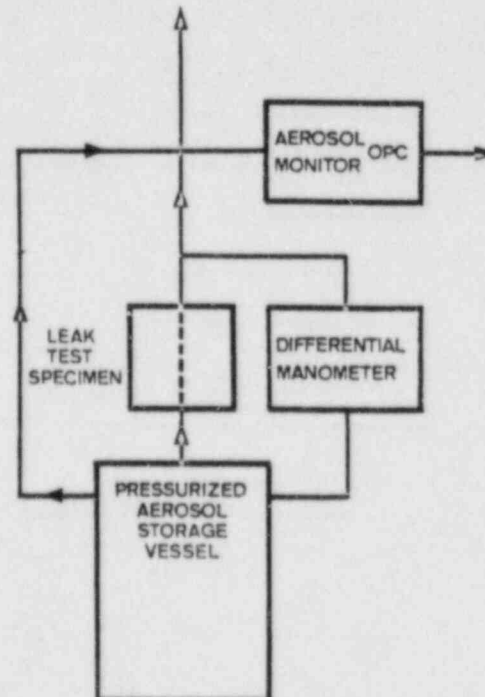 AEROSOL OPC
MONITOR
LEAK
TEST
SPECIMEN
DIFFERENTIAL
MANOMETER
PRESSURIZED
AEROSOL
STORAGE
VESSEL